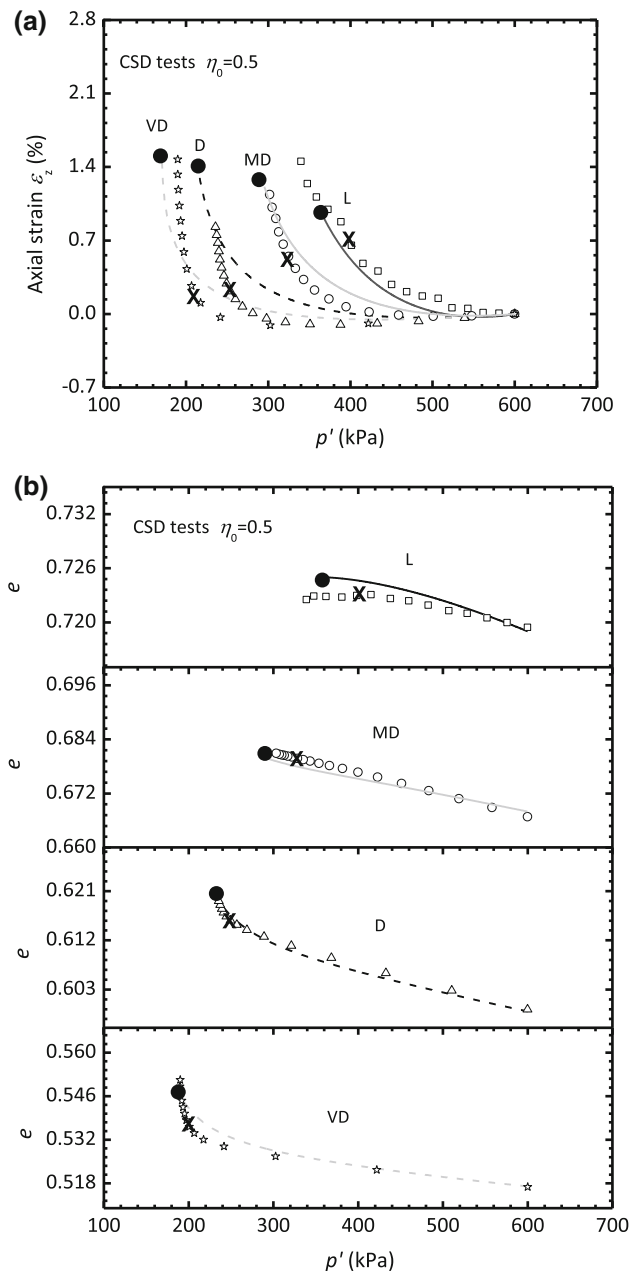 (a)
2.8
2.1
1.4
0.7
0.0
-0.7
Axial strain εz (%)
CSD tests η0=0.5
VD
D
MD
L
X
X
X
X
100 200 300 400 500 600 700
p' (kPa)
(b)
CSD tests η0=0.5
0.732
0.726
0.720
e
L
X
0.696
0.684
0.672
0.660
e
MD
X
0.621
0.612
0.603
e
D
X
0.560
0.546
0.532
0.518
e
VD
X
100 200 300 400 500 600 700
p' (kPa)